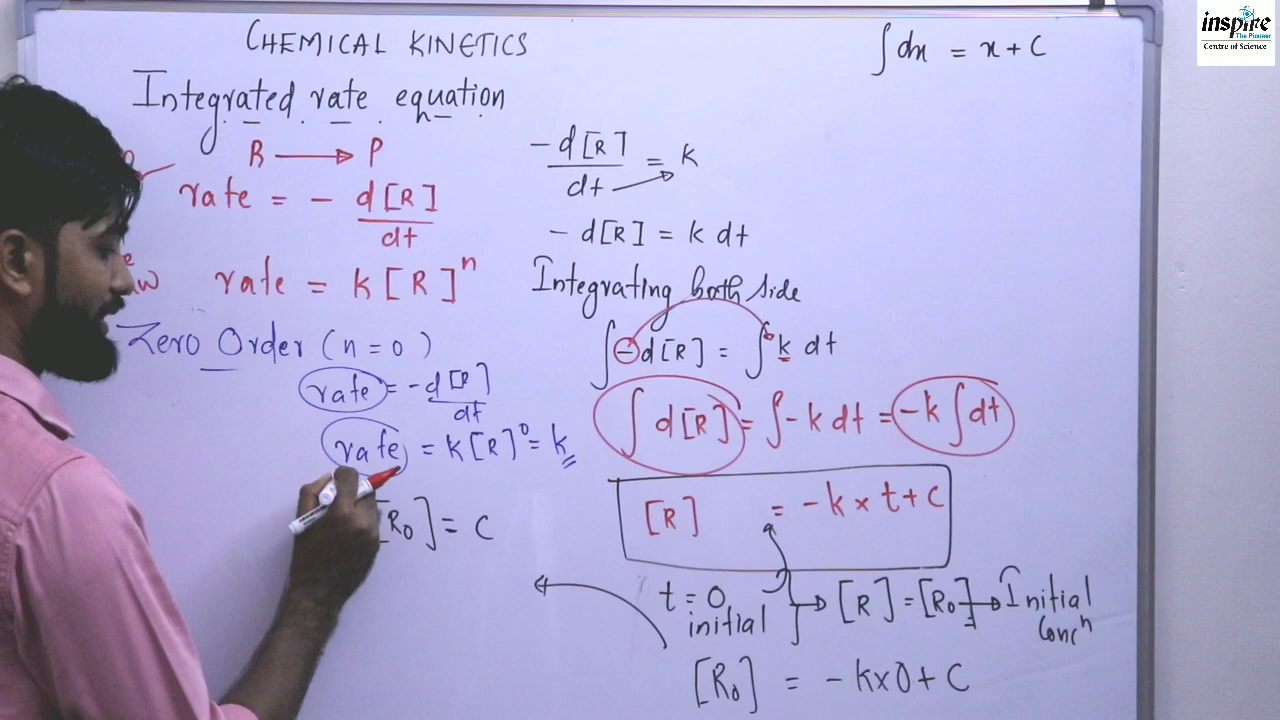 CHEMICAL KINETICS
Integrated rate equation
R ⟶ P
rate = - d[R]/dt
rate = k[R]ⁿ
Zero Order (n = 0)
rate = - d[R]/dt
rate = k[R]⁰ = k
[R₀] = C
∫dx = x + C
- d[R]/dt = k
- d[R] = k dt
Integrating both side
∫-d[R] = ∫k dt
∫d[R] = ∫-k dt = -k∫dt
[R] = -k × t + C
t = 0 → [R] = [R₀] → Initial
initial
Concⁿ
[R₀] = -k×0 + C
inspire
The Pioneer
Centre of Science